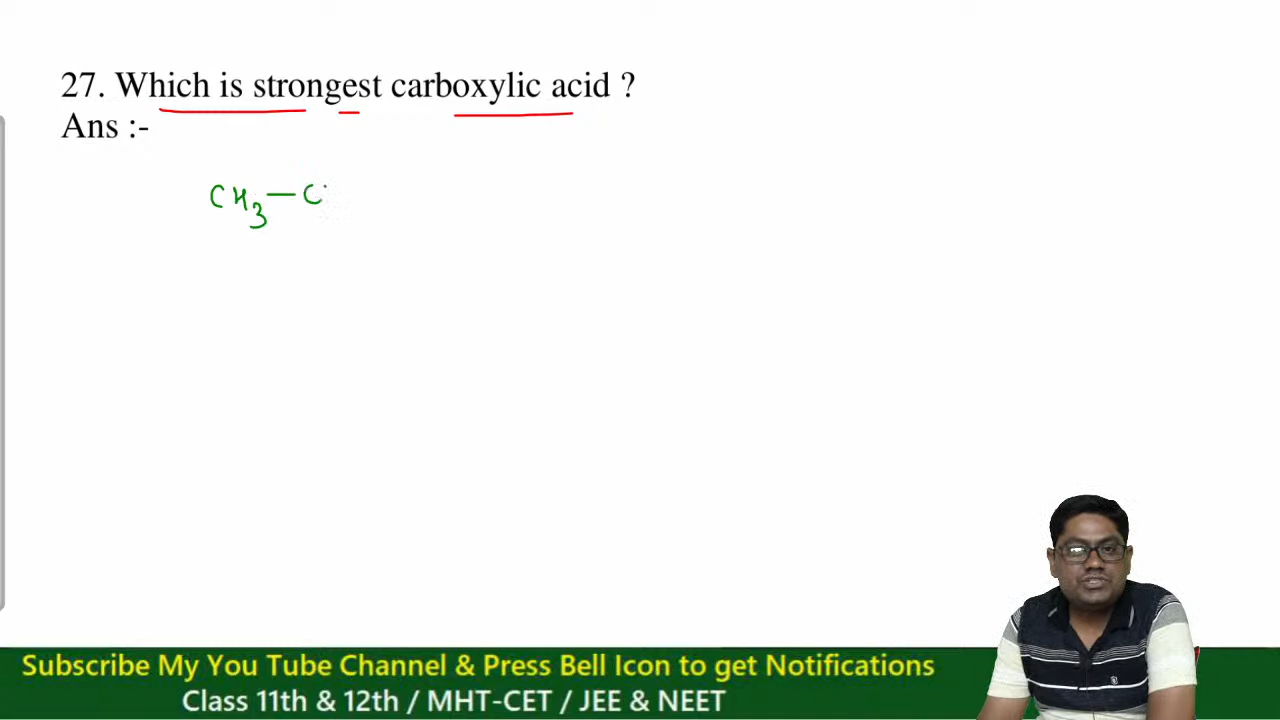 27. Which is strongest carboxylic acid ?
Ans :-
CH3—C
Subscribe My You Tube Channel & Press Bell Icon to get Notifications
Class 11th & 12th / MHT-CET / JEE & NEET